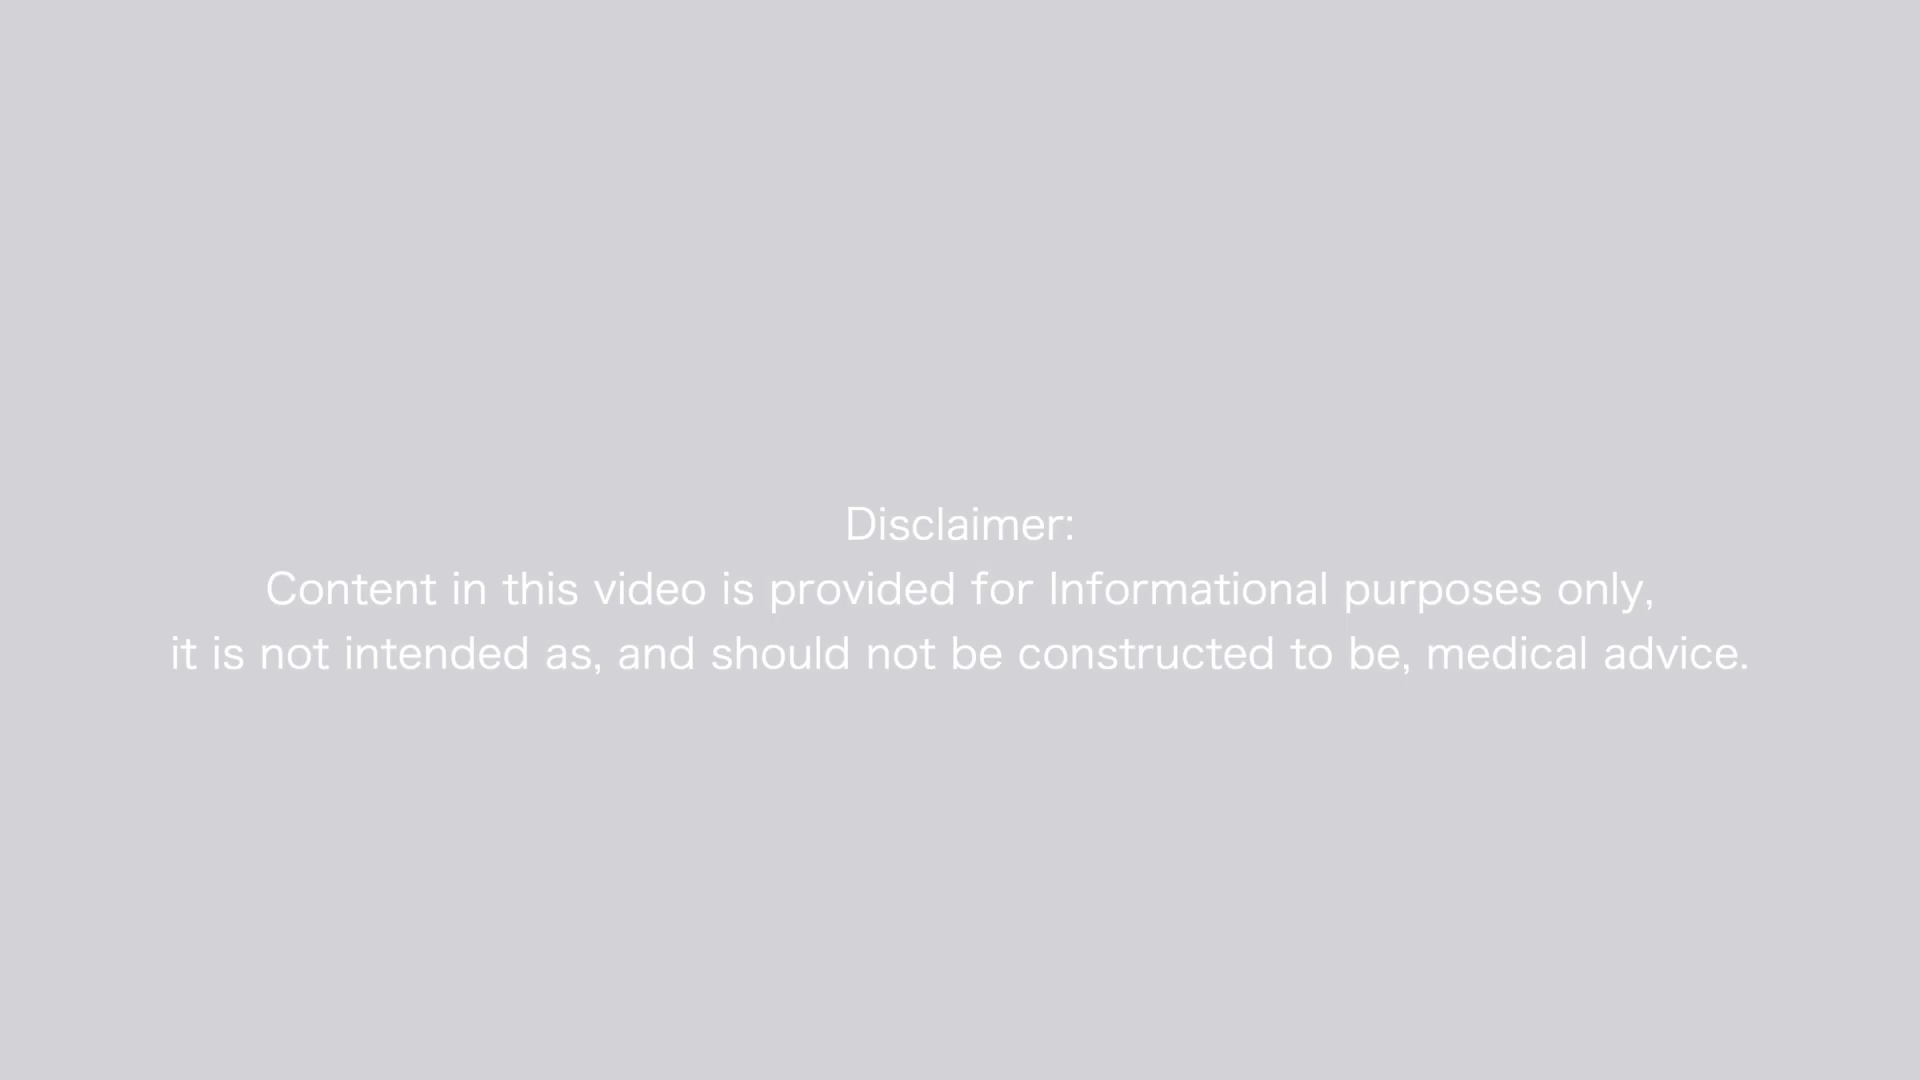 Disclaimer:
Content in this video is provided for Informational purposes only,
it is not intended as, and should not be constructed to be, medical advice.